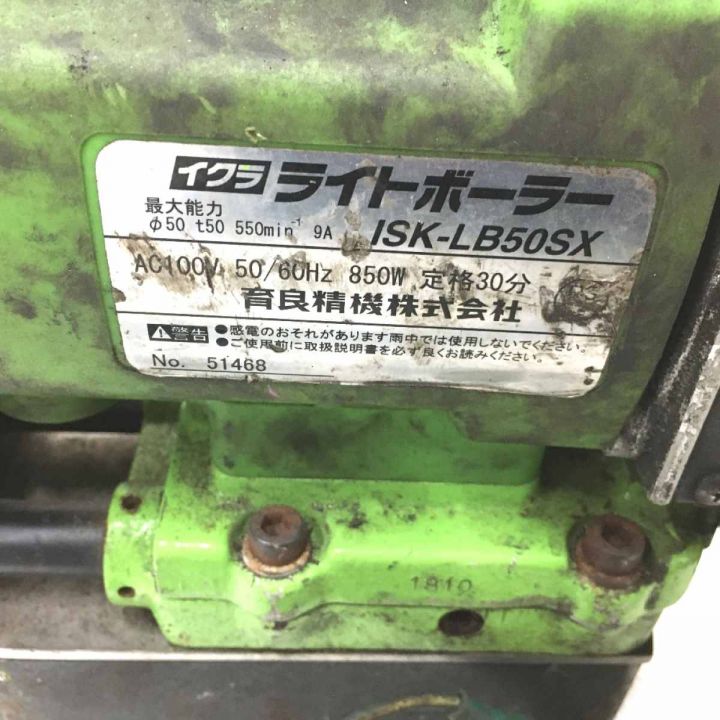 イクラ ライトボーラー
最大能力
φ50 t50 550min⁻¹ 9A ISK-LB50SX
AC100V 50/60Hz 850W 定格30分
育良精機株式会社
警告 ●感電のおそれがあります雨中では使用しないでください。
●ご使用前に取扱説明書を必ず良くお読みください。
No. 51468
1810